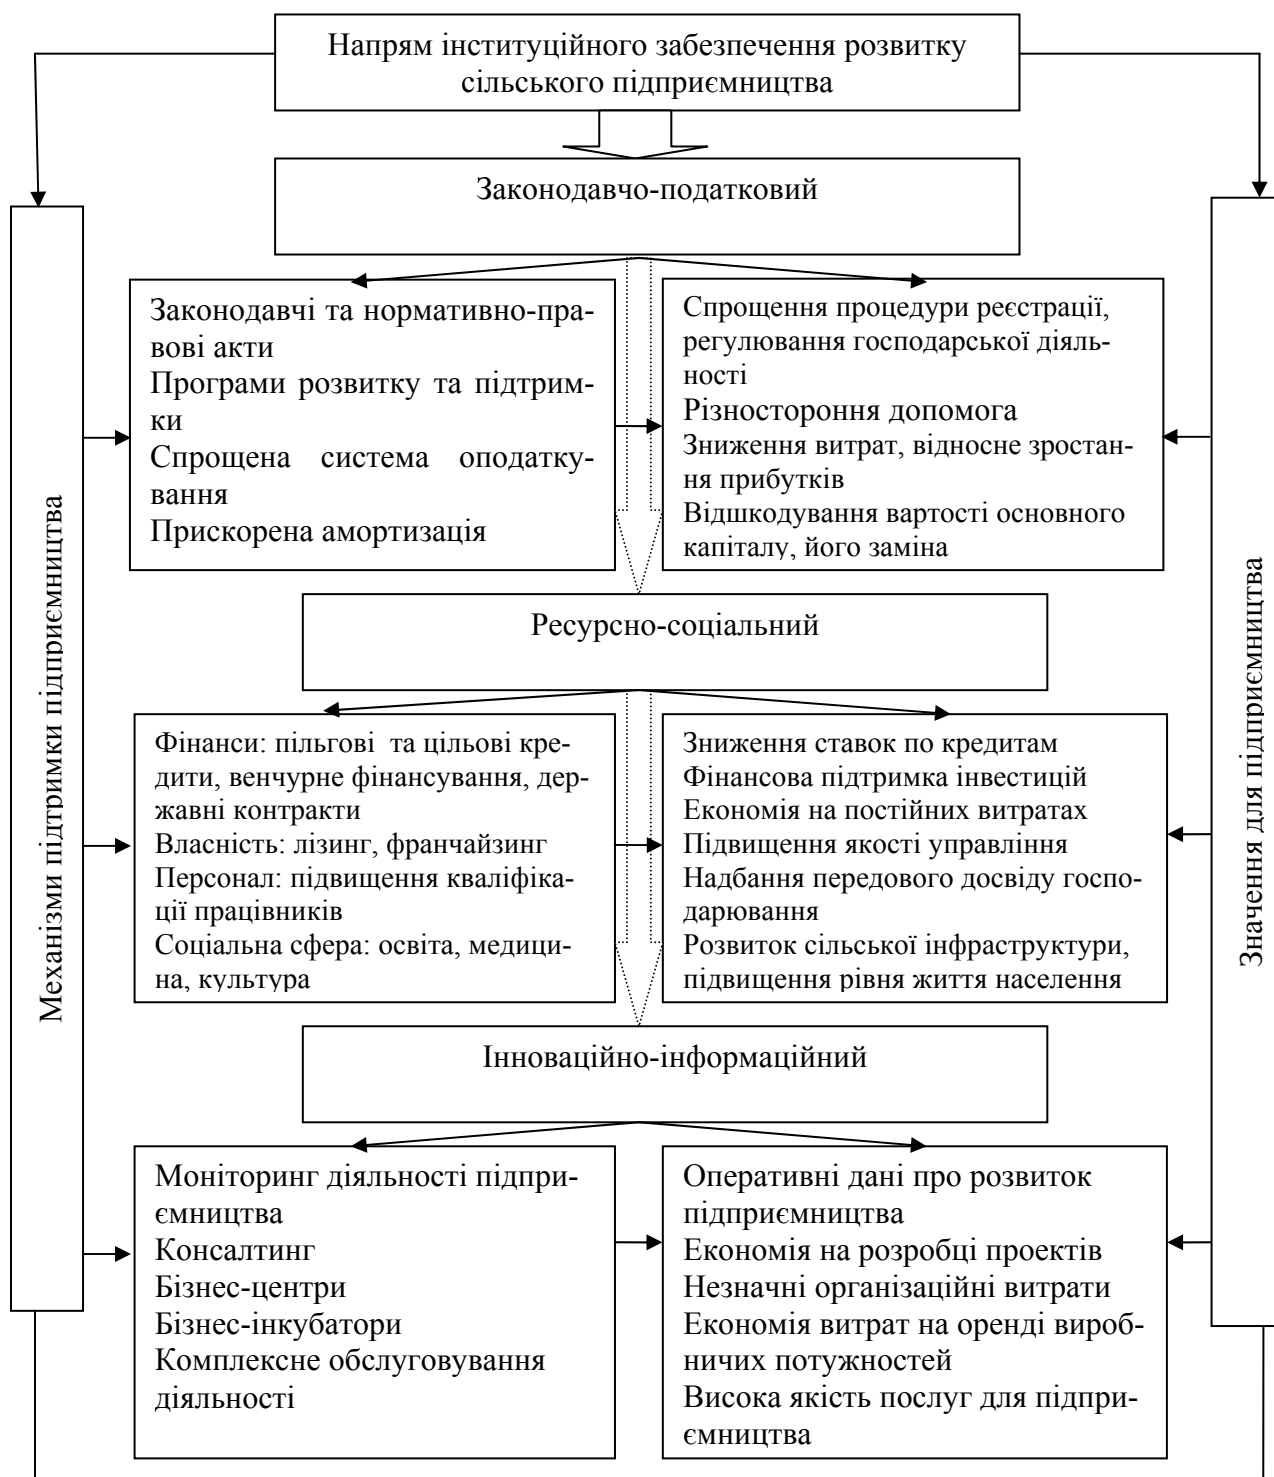 Напрям інституційного забезпечення розвитку
сільського підприємництва
Законодавчо-податковий
Механізми підтримки підприємництва
Законодавчі та нормативно-пра-
вові акти
Програми розвитку та підтрим-
ки
Спрощена система оподатку-
вання
Прискорена амортизація
Спрощення процедури реєстрації,
регулювання господарської діяль-
ності
Різностороння допомога
Зниження витрат, відносне зростан-
ня прибутків
Відшкодування вартості основного
капіталу, його заміна
Значення для підприємництва
Ресурсно-соціальний
Фінанси: пільгові та цільові кре-
дити, венчурне фінансування, дер-
жавні контракти
Власність: лізинг, франчайзинг
Персонал: підвищення кваліфіка-
ції працівників
Соціальна сфера: освіта, медици-
на, культура
Зниження ставок по кредитам
Фінансова підтримка інвестицій
Економія на постійних витратах
Підвищення якості управління
Надбання передового досвіду госпо-
дарювання
Розвиток сільської інфраструктури,
підвищення рівня життя населення
Інноваційно-інформаційний
Моніторинг діяльності підпри-
ємництва
Консалтинг
Бізнес-центри
Бізнес-інкубатори
Комплексне обслуговування
діяльності
Оперативні дані про розвиток
підприємництва
Економія на розробці проектів
Незначні організаційні витрати
Економія витрат на оренді вироб-
ничих потужностей
Висока якість послуг для підпри-
ємництва